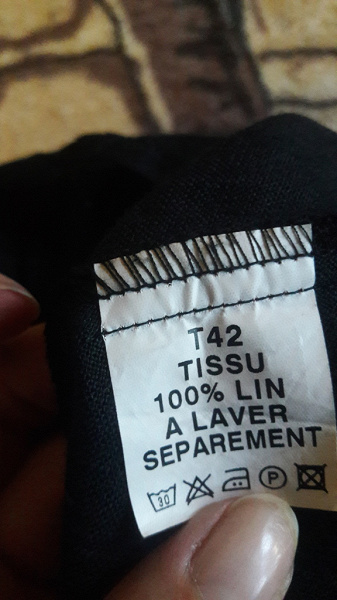 T42
TISSU
100% LIN
A LAVER
SEPAREMENT
30 P